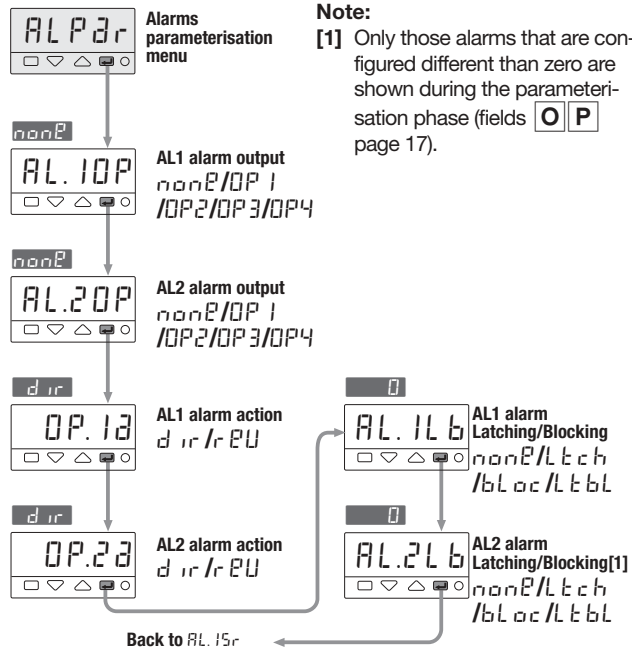 ALPar
Alarms
parameterisation
menu
Note:
[1] Only those alarms that are con-
figured different than zero are
shown during the parameteri-
sation phase (fields O P
page 17).
none
AL.1OP
AL1 alarm output
none/OP1
/OP2/OP3/OP4
none
AL.2OP
AL2 alarm output
none/OP1
/OP2/OP3/OP4
dir
OP.1a
AL1 alarm action
dir/reU
dir
OP.2a
AL2 alarm action
dir/reU
0
AL.1Lb
AL1 alarm
Latching/Blocking
none/Ltch
/bLoc/LtbL
0
AL.2Lb
AL2 alarm
Latching/Blocking[1]
none/Ltch
/bLoc/LtbL
Back to AL.1Sr